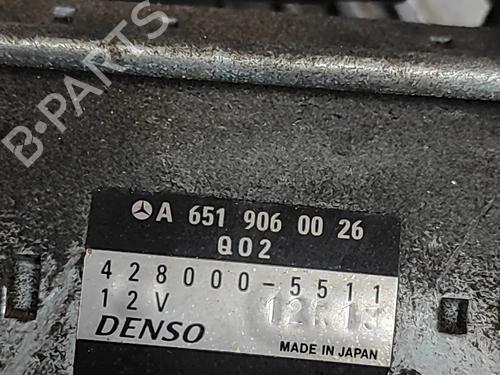 B-PARTS
A 651 906 00 26
Q02
428000-5511
12V
DENSO
MADE IN JAPAN